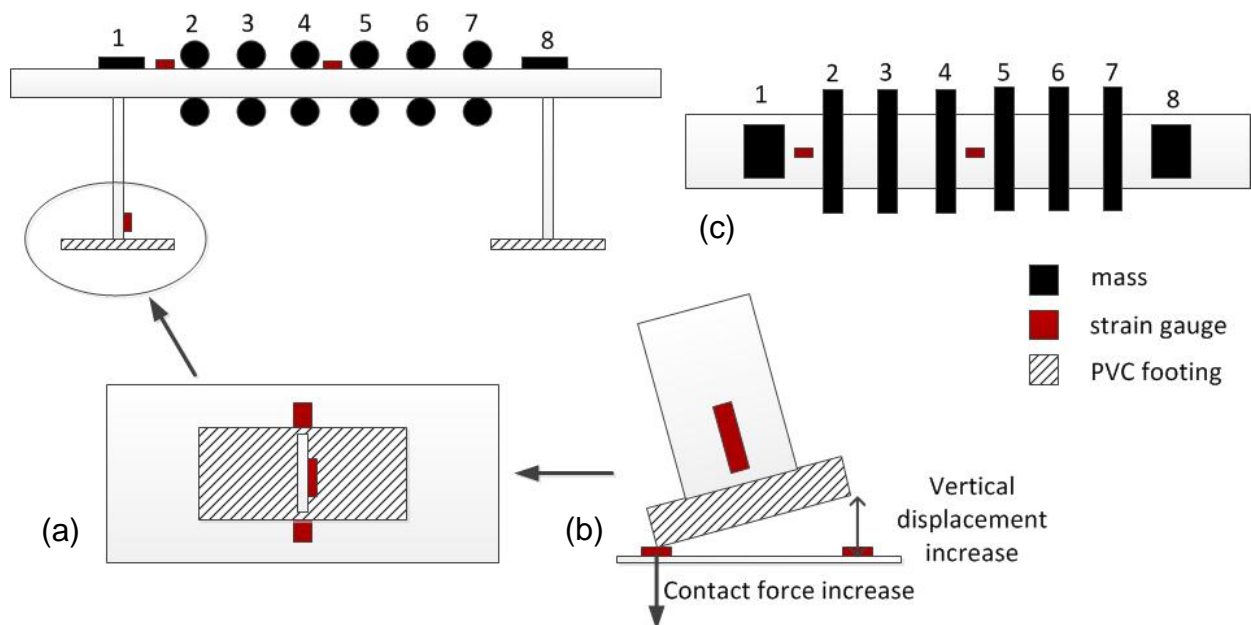 1 2 3 4 5 6 7 8
1 2 3 4 5 6 7 8
(c)
mass
strain gauge
PVC footing
(a)
(b)
Vertical
displacement
increase
Contact force increase